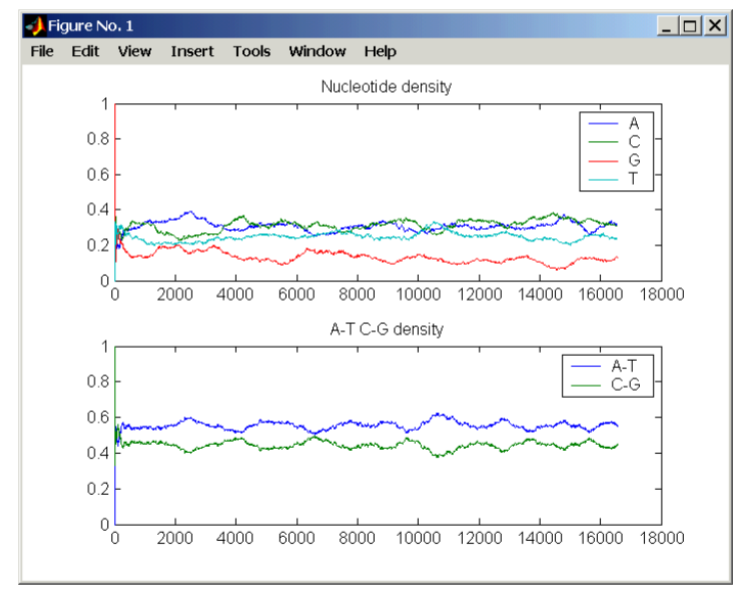 Figure No. 1
File Edit View Insert Tools Window Help
Nucleotide density
1
0.8
0.6
0.4
0.2
0
A
C
G
T
0 2000 4000 6000 8000 10000 12000 14000 16000 18000
A-T C-G density
1
0.8
0.6
0.4
0.2
0
A-T
C-G
0 2000 4000 6000 8000 10000 12000 14000 16000 18000